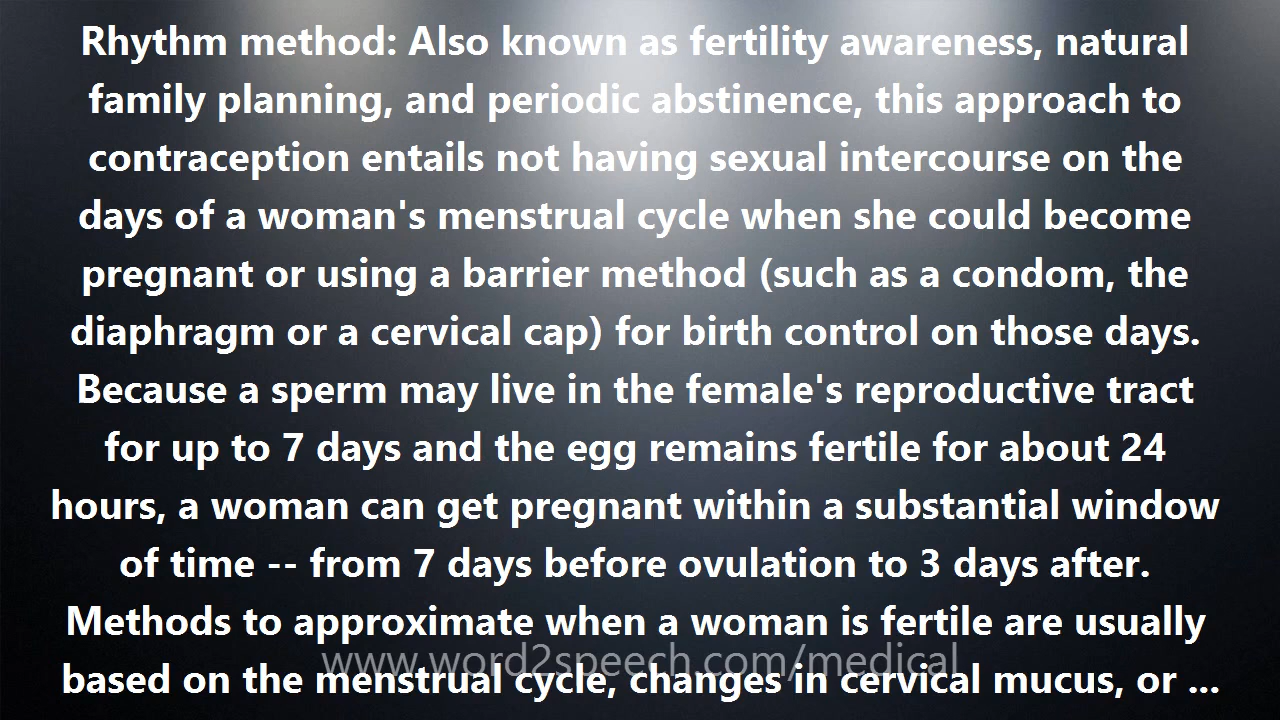 Rhythm method: Also known as fertility awareness, natural
family planning, and periodic abstinence, this approach to
contraception entails not having sexual intercourse on the
days of a woman's menstrual cycle when she could become
pregnant or using a barrier method (such as a condom, the
diaphragm or a cervical cap) for birth control on those days.
Because a sperm may live in the female's reproductive tract
for up to 7 days and the egg remains fertile for about 24
hours, a woman can get pregnant within a substantial window
of time -- from 7 days before ovulation to 3 days after.
Methods to approximate when a woman is fertile are usually
www.word2speech.com/medical
based on the menstrual cycle, changes in cervical mucus, or ...